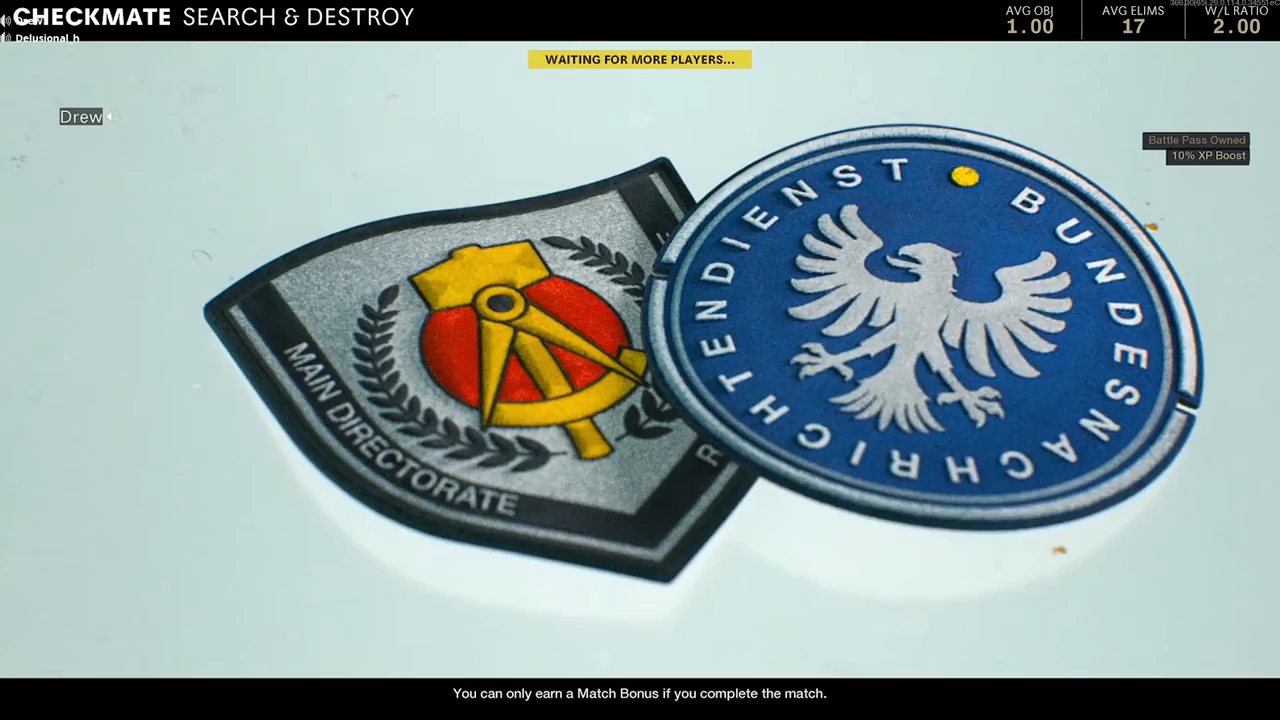 CHECKMATE SEARCH & DESTROY
Delusional_h
AVG OBJ
1.00
AVG ELIMS
17
W/L RATIO
2.00
WAITING FOR MORE PLAYERS...
Drew
Battle Pass Owned
10% XP Boost
MAIN DIRECTORATE
R
BUNDESNACHRICHTENDIENST
You can only earn a Match Bonus if you complete the match.